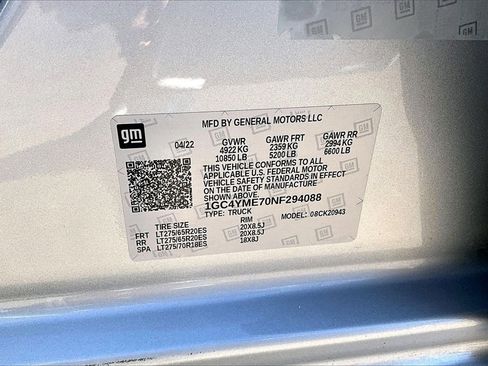 gm
MFD BY GENERAL MOTORS LLC
04/22 GVWR GAWR FRT GAWR RR
4922 KG 2359 KG 2994 KG
10850 LB 5200 LB 6600 LB
THIS VEHICLE CONFORMS TO ALL
APPLICABLE U.S. FEDERAL MOTOR
VEHICLE SAFETY STANDARDS IN
EFFECT ON THE DATE OF MANUFACTURE
SHOWN ABOVE.
1GC4YME70NF294088
TYPE: TRUCK MODEL: 08CK20943
TIRE SIZE RIM
FRT LT275/65R20ES 20X8.5J
RR LT275/65R20ES 20X8.5J
SPA LT275/70R18ES 18X8J